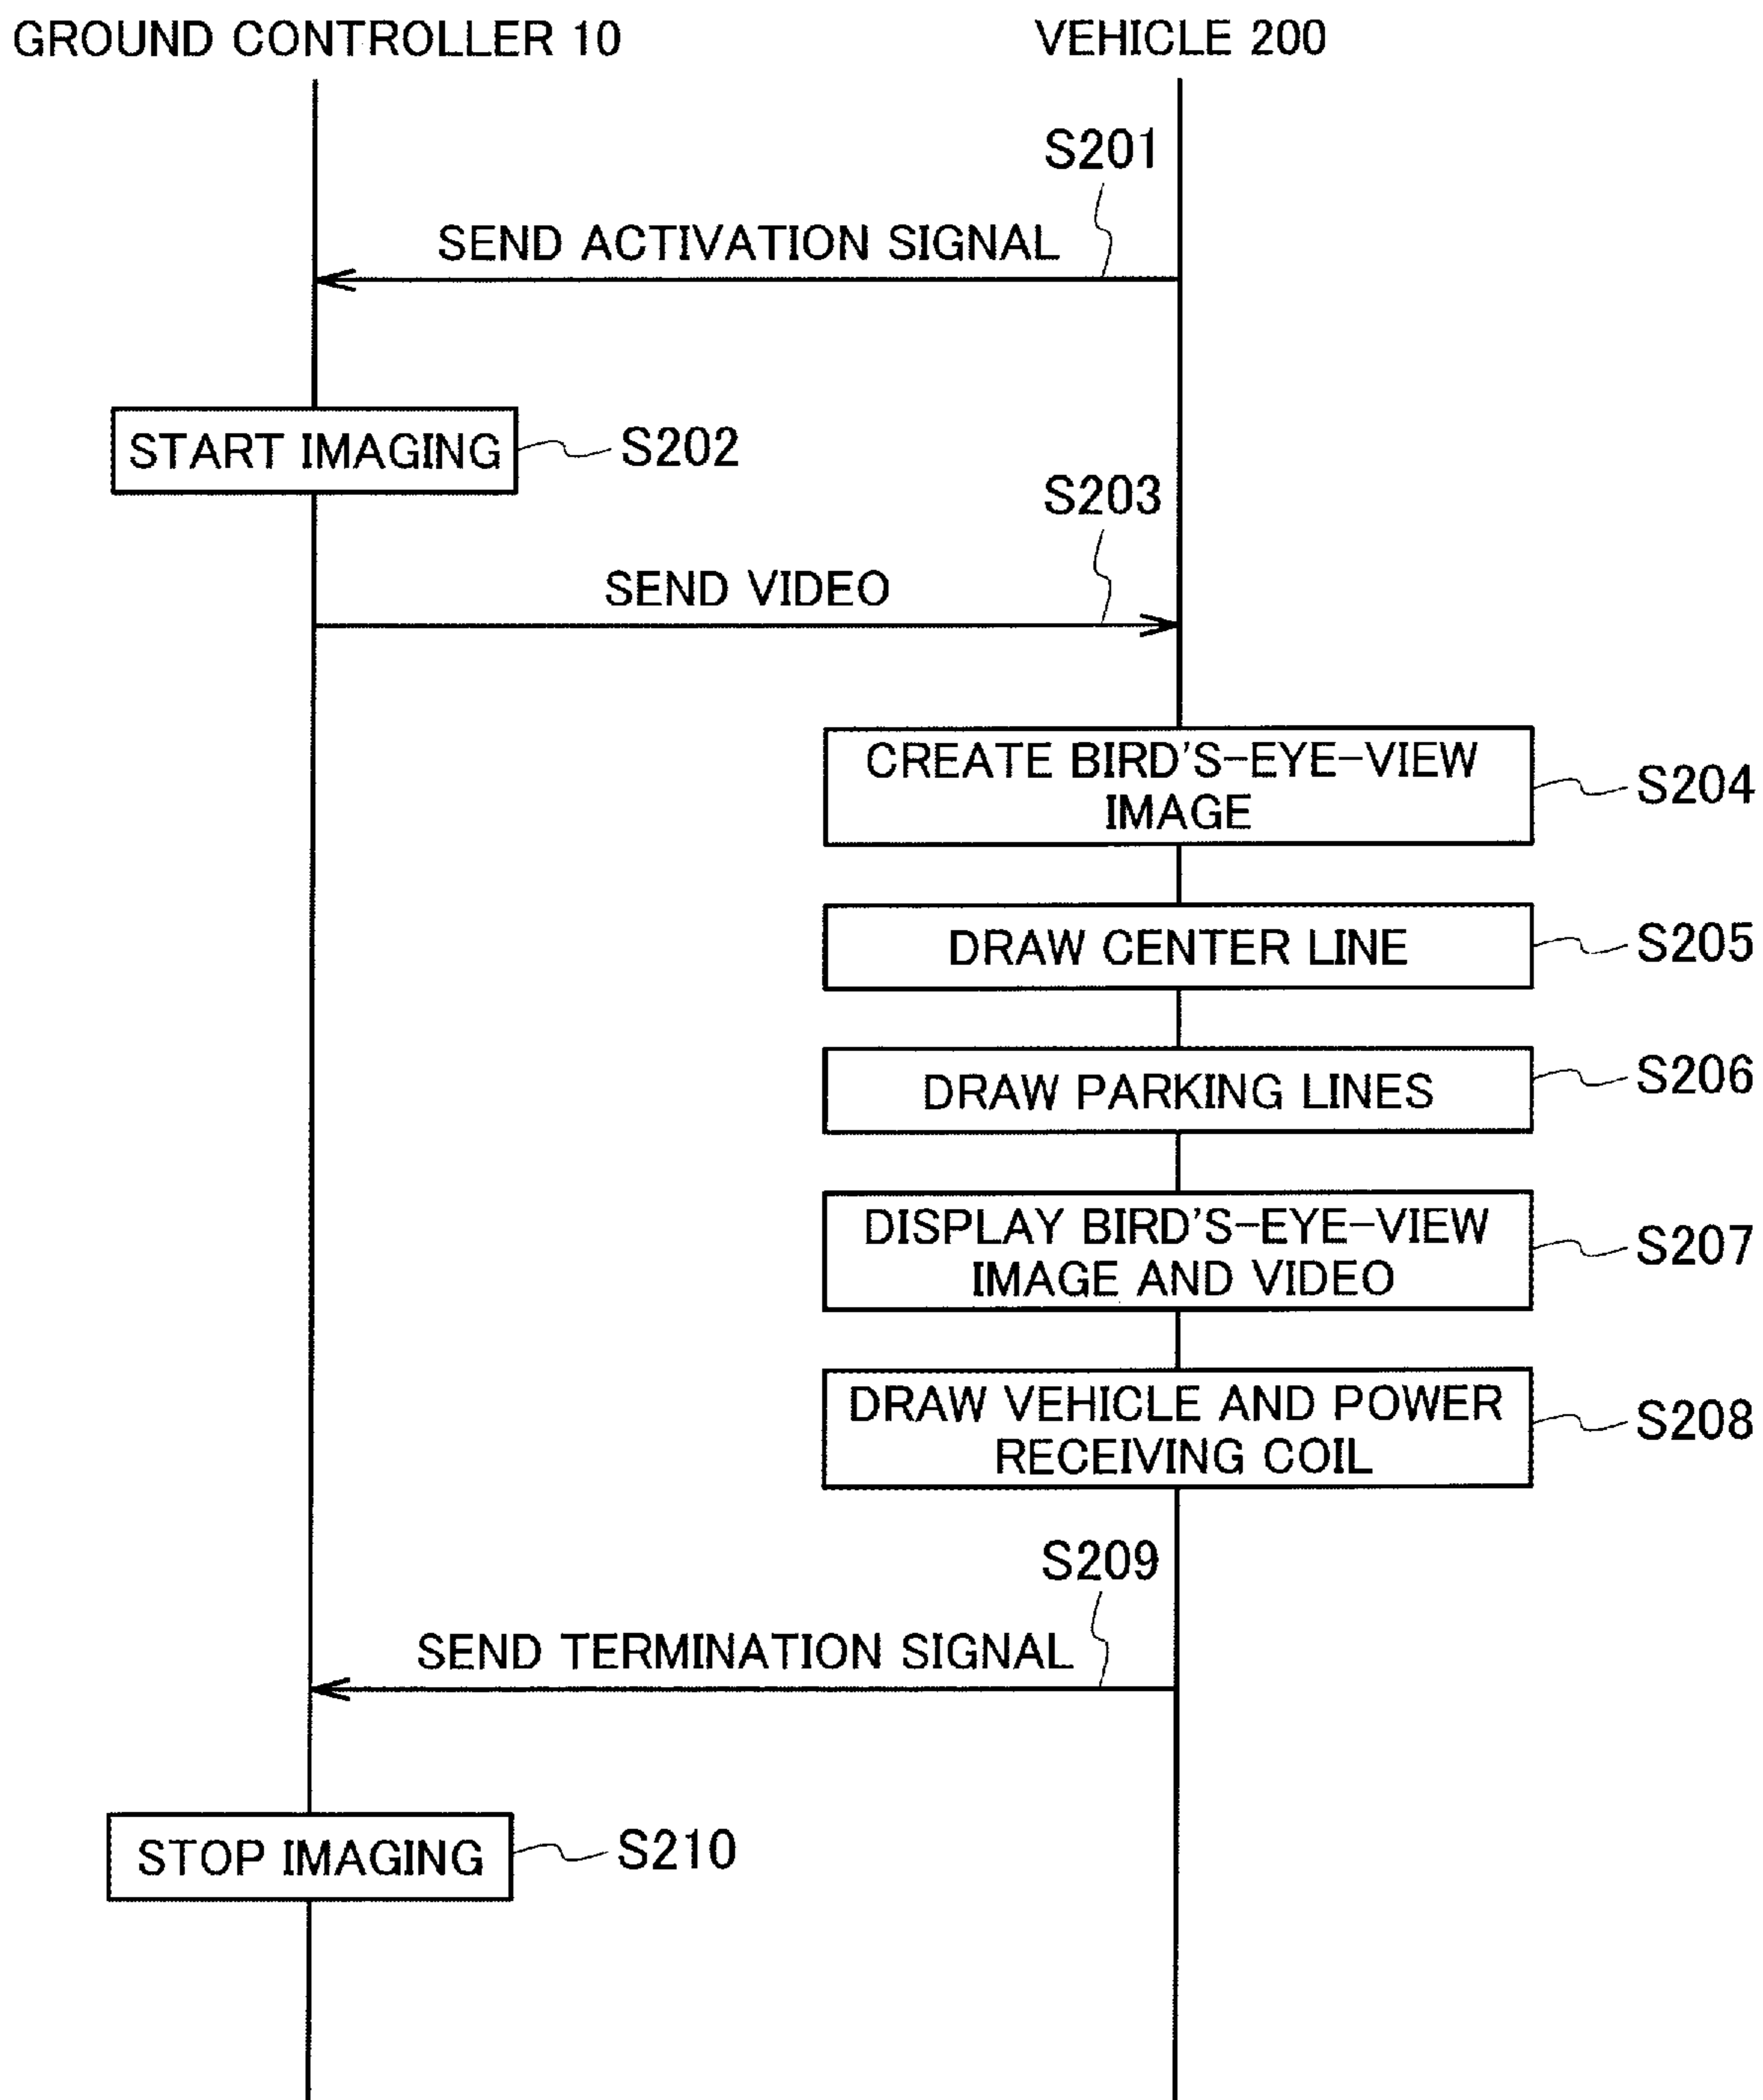 GROUND CONTROLLER 10
VEHICLE 200
S201
SEND ACTIVATION SIGNAL
START IMAGING
S202
S203
SEND VIDEO
CREATE BIRD'S-EYE-VIEW
IMAGE
S204
DRAW CENTER LINE
S205
DRAW PARKING LINES
S206
DISPLAY BIRD'S-EYE-VIEW
IMAGE AND VIDEO
S207
DRAW VEHICLE AND POWER
RECEIVING COIL
S208
S209
SEND TERMINATION SIGNAL
STOP IMAGING
S210